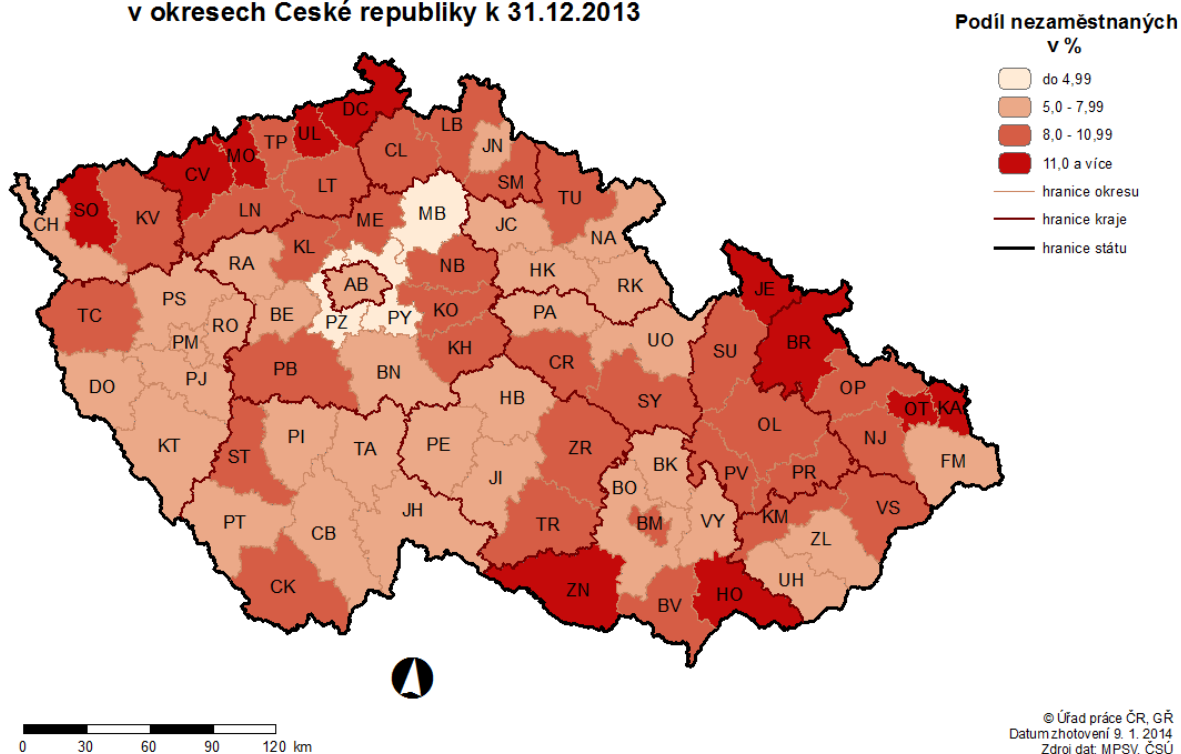 v okresech České republiky k 31.12.2013
Podíl nezaměstnaných
v %
do 4,99
5,0 - 7,99
8,0 - 10,99
11,0 a více
hranice okresu
hranice kraje
hranice státu
DC
LB
UL
TP
MO
CL
JN
CV
LT
SM
TU
SO
KV
LN
ME
MB
JC
CH
NA
KL
RA
NB
HK
RK
AB
JE
PS
BE
KO
PA
TC
RO
PZ
PY
UO
PM
KH
CR
SU
BR
DO
PJ
PB
BN
OP
HB
SY
OT
KA
KT
ST
PI
TA
PE
ZR
OL
NJ
BK
FM
JI
BO
PV
PR
PT
CB
JH
TR
BM
VY
KM
VS
ZL
CK
ZN
BV
HO
UH
0 30 60 90 120 km
© Úřad práce ČR, GŘ
Datum zhotovení 9. 1. 2014
Zdroj dat: MPSV, ČSÚ